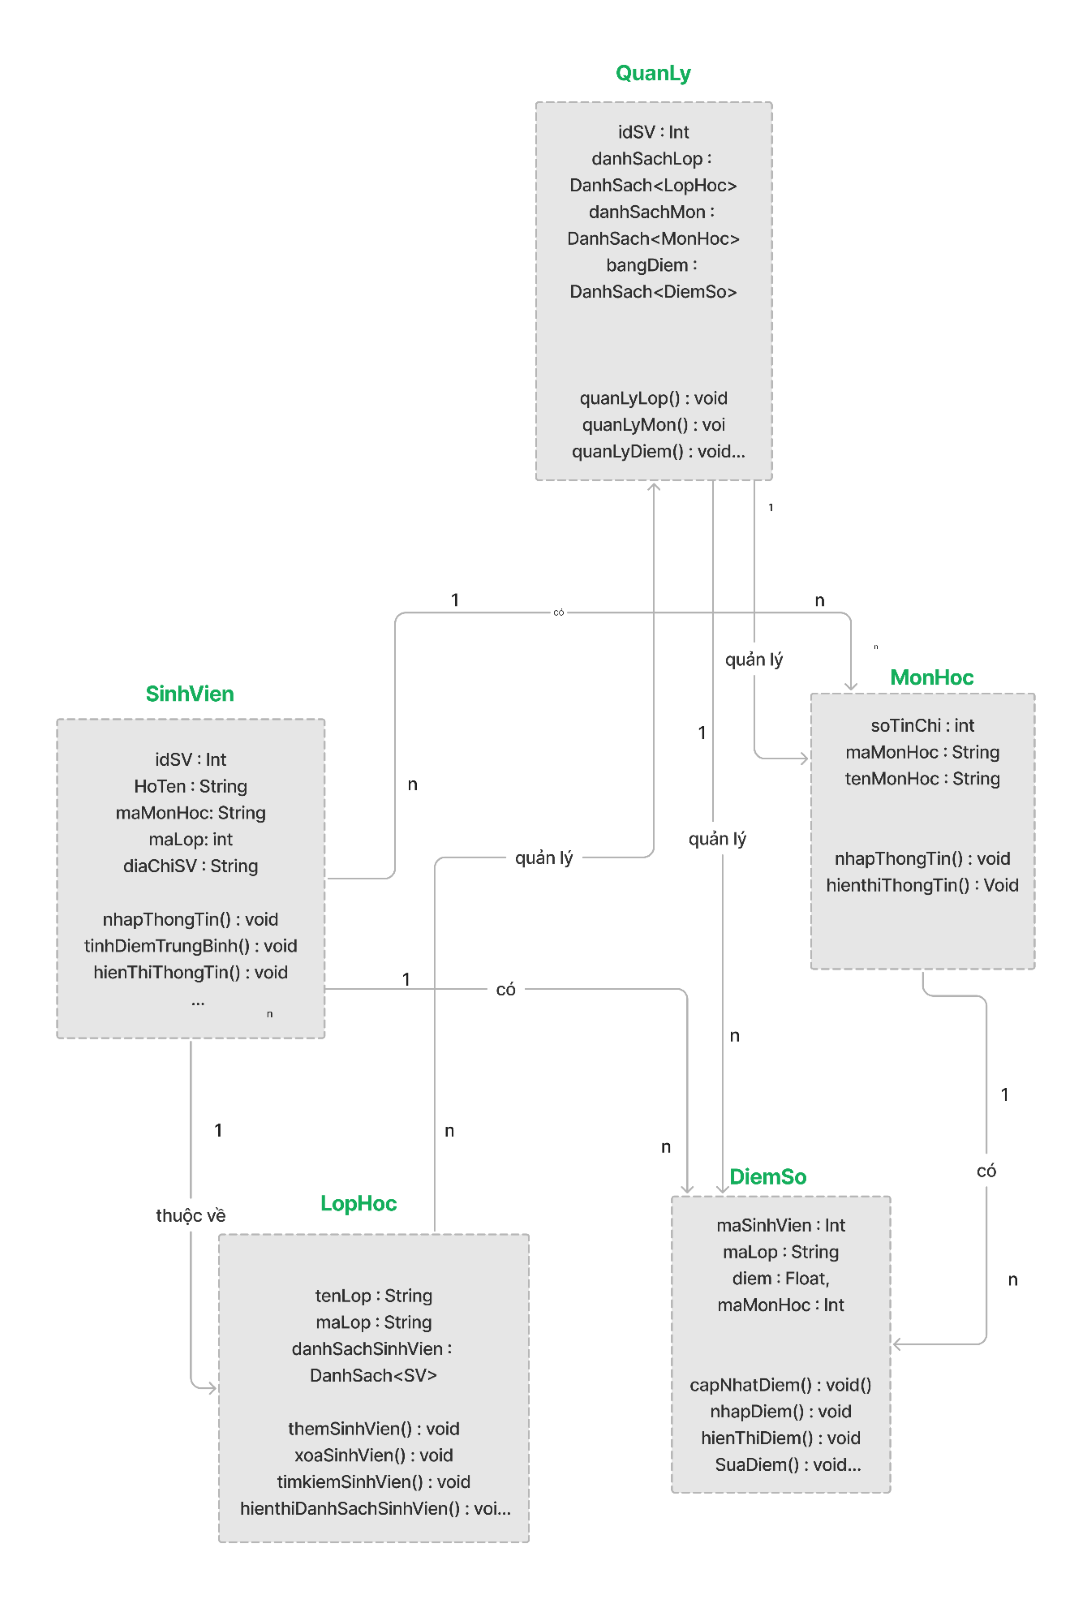 QuanLy
idSV : Int
danhSachLop :
DanhSach<LopHoc>
danhSachMon :
DanhSach<MonHoc>
bangDiem :
DanhSach<DiemSo>
quanLyLop() : void
quanLyMon() : voi
quanLyDiem() : void...
1
1
có
n
n
quản lý
MonHoc
soTinChi : int
maMonHoc : String
tenMonHoc : String
nhapThongTin() : void
hienthiThongTin() : Void
SinhVien
idSV : Int
HoTen : String
maMonHoc: String
maLop: int
diaChiSV : String
nhapThongTin() : void
tinhDiemTrungBinh() : void
hienThiThongTin() : void
...
n
n
1
quản lý
quản lý
1
có
n
n
1
n
n
1
có
n
thuộc về
LopHoc
tenLop : String
maLop : String
danhSachSinhVien :
DanhSach<SV>
themSinhVien() : void
xoaSinhVien() : void
timkiemSinhVien() : void
hienthiDanhSachSinhVien() : voi...
DiemSo
maSinhVien : Int
maLop : String
diem : Float,
maMonHoc : Int
capNhatDiem() : void()
nhapDiem() : void
hienThiDiem() : void
SuaDiem() : void...